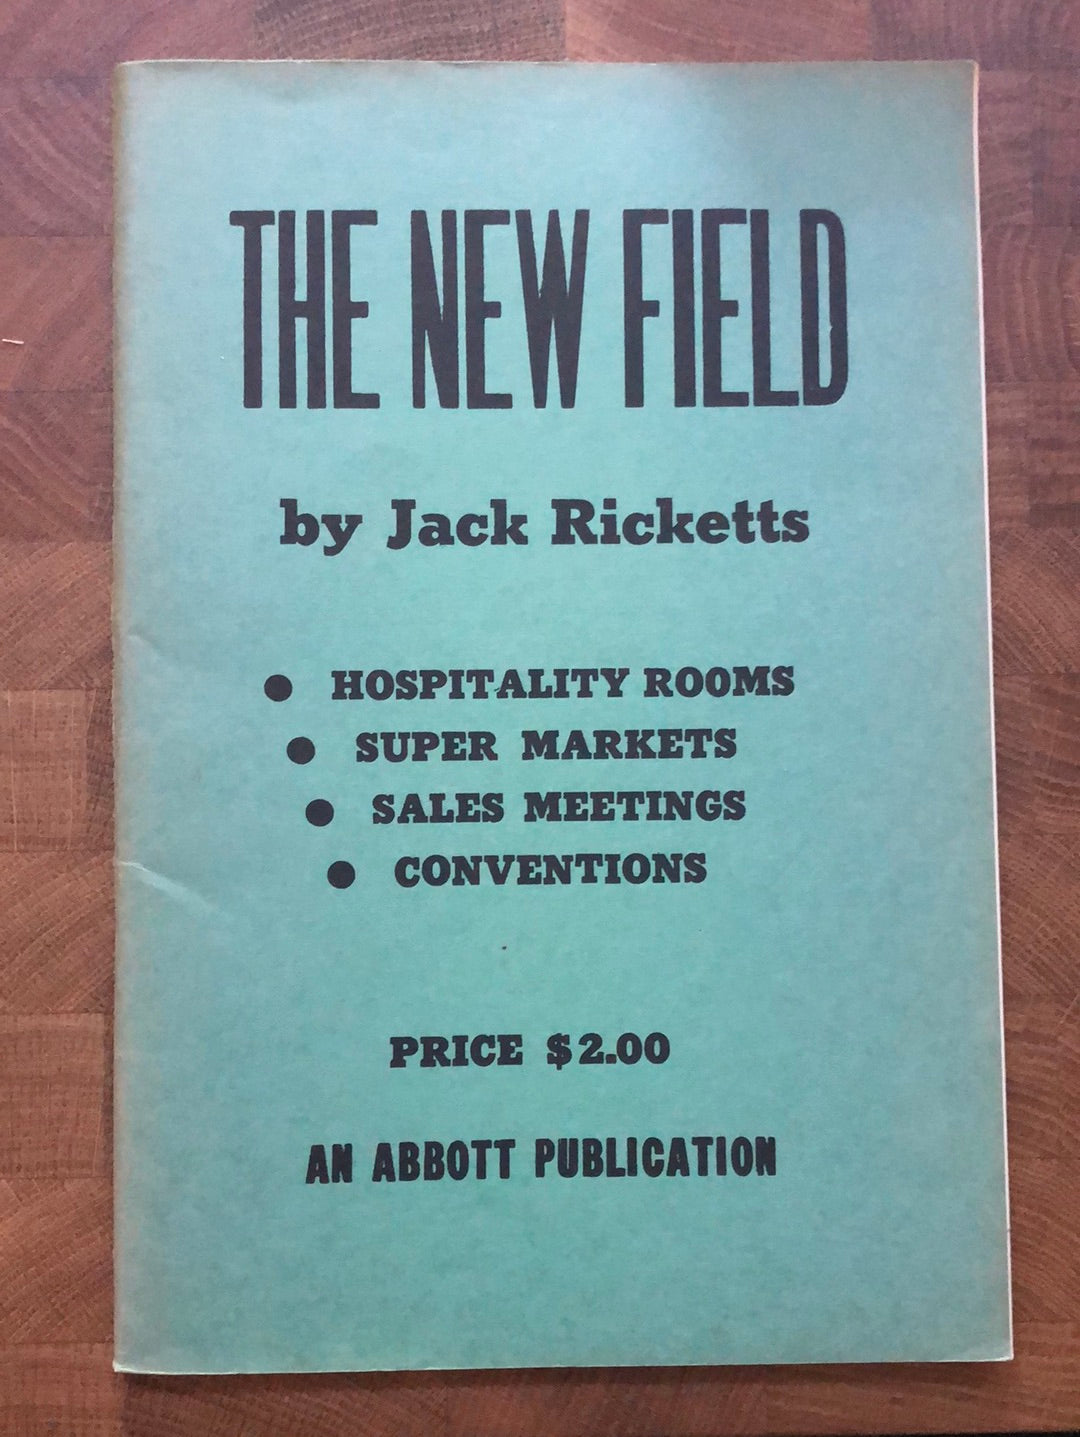 THE NEW FIELD
by Jack Ricketts
● HOSPITALITY ROOMS
● SUPER MARKETS
● SALES MEETINGS
● CONVENTIONS
PRICE $2.00
AN ABBOTT PUBLICATION